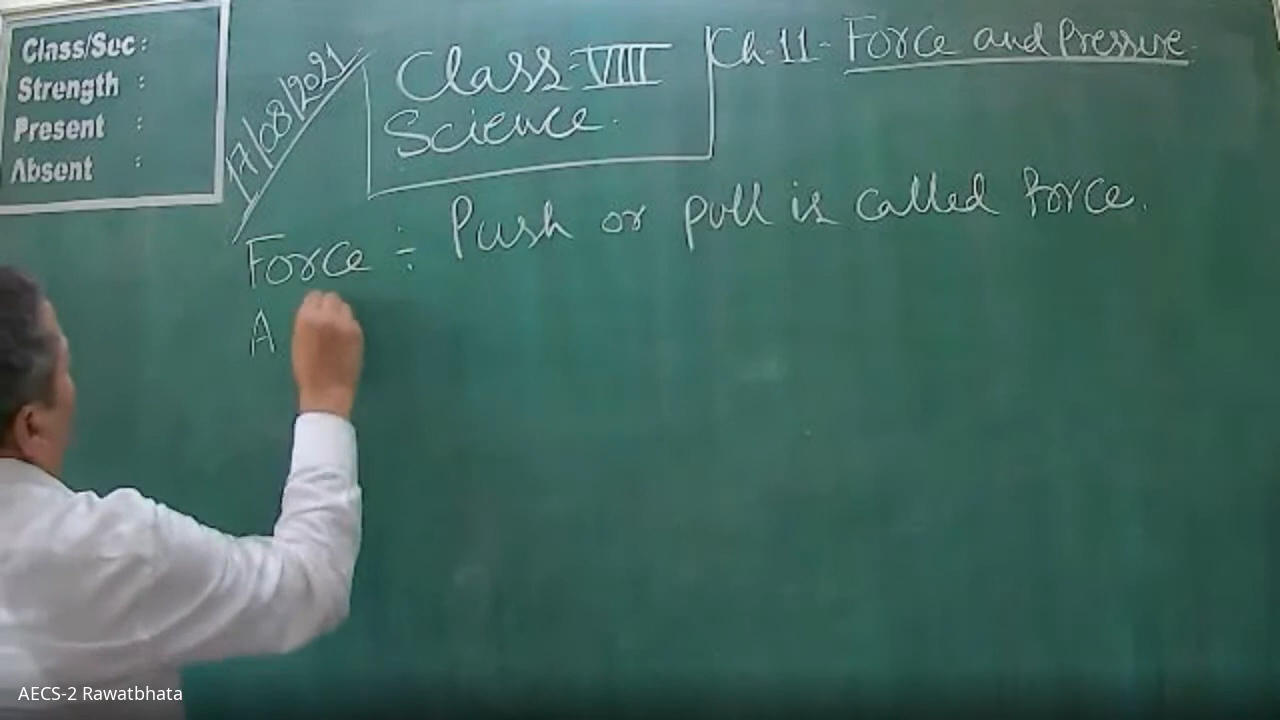 Class/Sec :
Strength :
Present :
Absent :
17/08/2021
Class-VIII
Science.
Ch-11- Force and Pressure.
Force ÷ Push or pull is called Force.
A
AECS-2 Rawatbhata